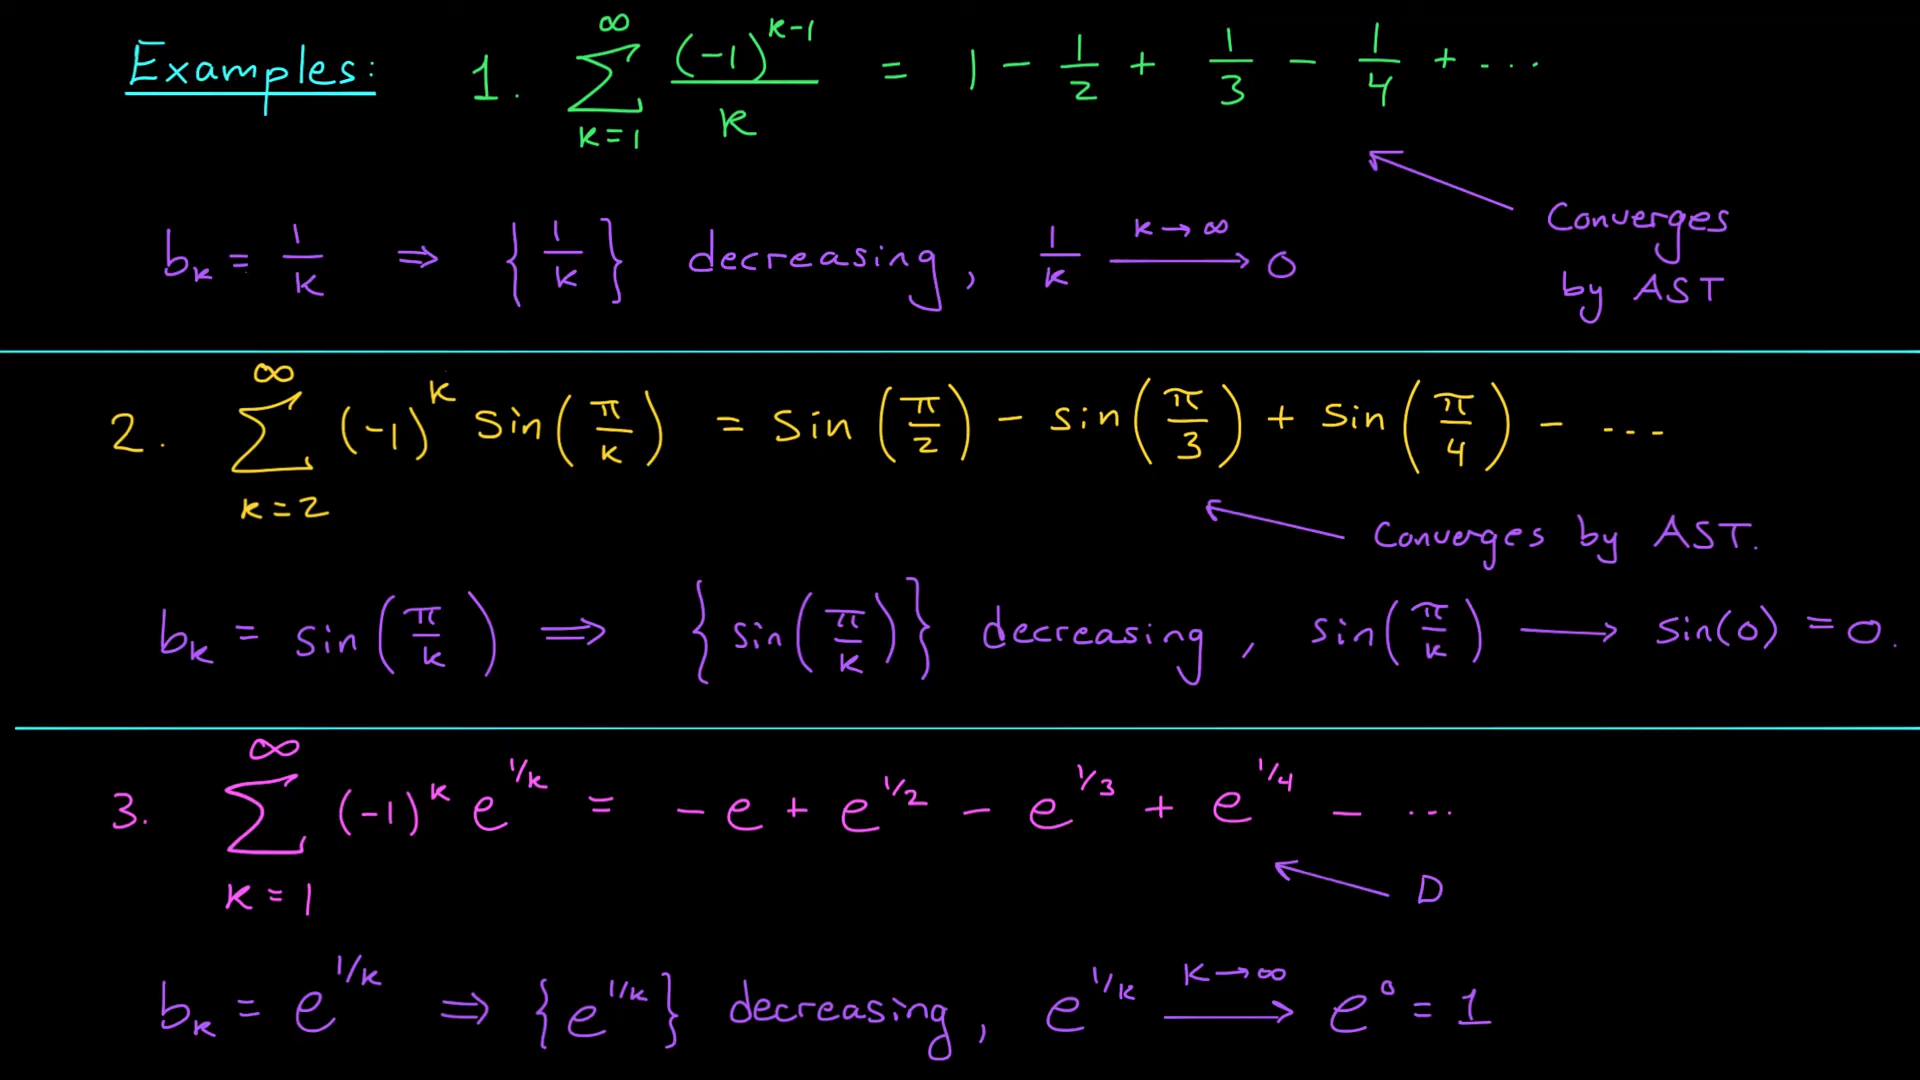 Examples: 1. ∑_{k=1}^{∞} (-1)^{k-1}/k = 1 - 1/2 + 1/3 - 1/4 + ...
Converges
by AST
b_k = 1/k ⇒ {1/k} decreasing, 1/k —k→∞→ 0
2. ∑_{k=2}^{∞} (-1)^k sin(π/k) = sin(π/2) - sin(π/3) + sin(π/4) - ...
Converges by AST.
b_k = sin(π/k) ⇒ {sin(π/k)} decreasing, sin(π/k) → sin(0) = 0.
3. ∑_{k=1}^{∞} (-1)^k e^{1/k} = -e + e^{1/2} - e^{1/3} + e^{1/4} - ...
D
b_k = e^{1/k} ⇒ {e^{1/k}} decreasing, e^{1/k} —k→∞→ e^0 = 1